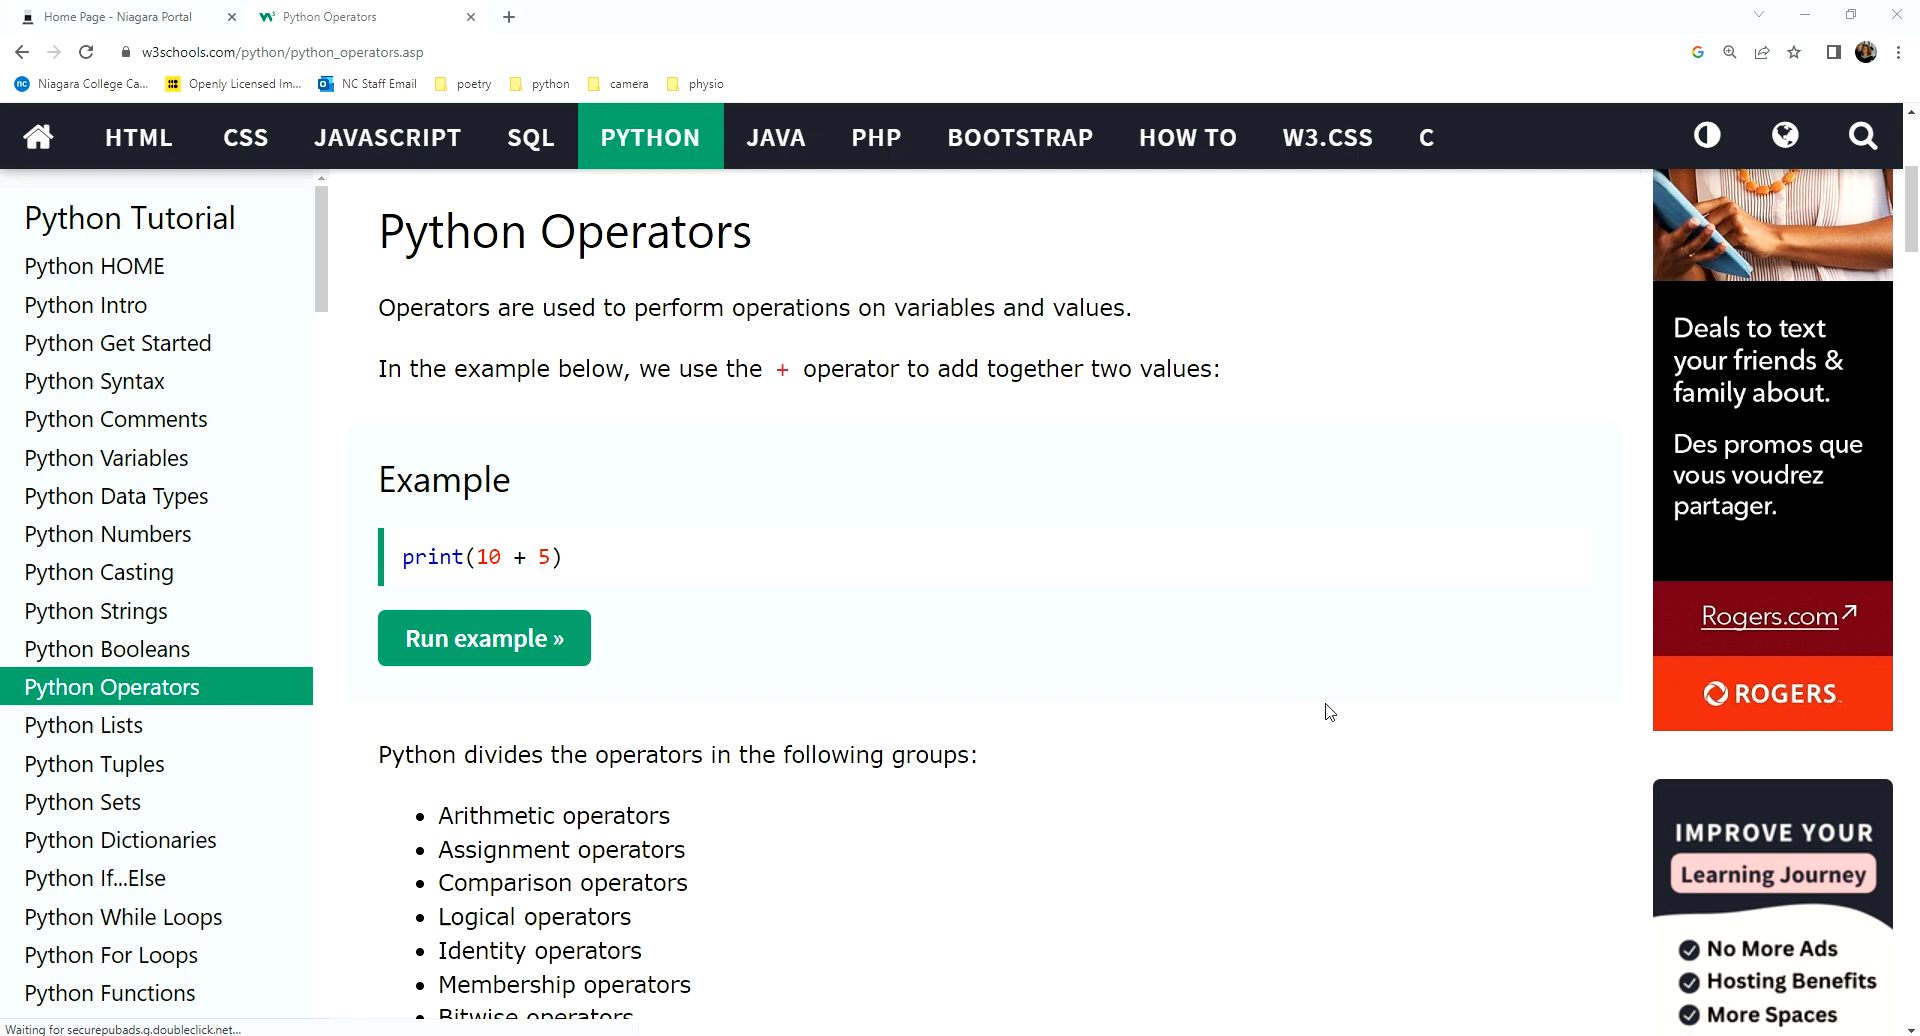 Home Page - Niagara Portal
Python Operators
w3schools.com/python/python_operators.asp
Niagara College Ca...
Openly Licensed Im...
NC Staff Email
poetry
python
camera
physio
HTML
CSS
JAVASCRIPT
SQL
PYTHON
JAVA
PHP
BOOTSTRAP
HOW TO
W3.CSS
C
Python Tutorial
Python HOME
Python Intro
Python Get Started
Python Syntax
Python Comments
Python Variables
Python Data Types
Python Numbers
Python Casting
Python Strings
Python Booleans
Python Operators
Python Lists
Python Tuples
Python Sets
Python Dictionaries
Python If...Else
Python While Loops
Python For Loops
Python Functions
Python Operators
Operators are used to perform operations on variables and values.
In the example below, we use the + operator to add together two values:
Example
print(10 + 5)
Run example »
Python divides the operators in the following groups:
• Arithmetic operators
• Assignment operators
• Comparison operators
• Logical operators
• Identity operators
• Membership operators
• Bitwise operators
Deals to text
your friends &
family about.
Des promos que
vous voudrez
partager.
Rogers.com
ROGERS
IMPROVE YOUR
Learning Journey
No More Ads
Hosting Benefits
More Spaces
Waiting for securepubads.g.doubleclick.net...